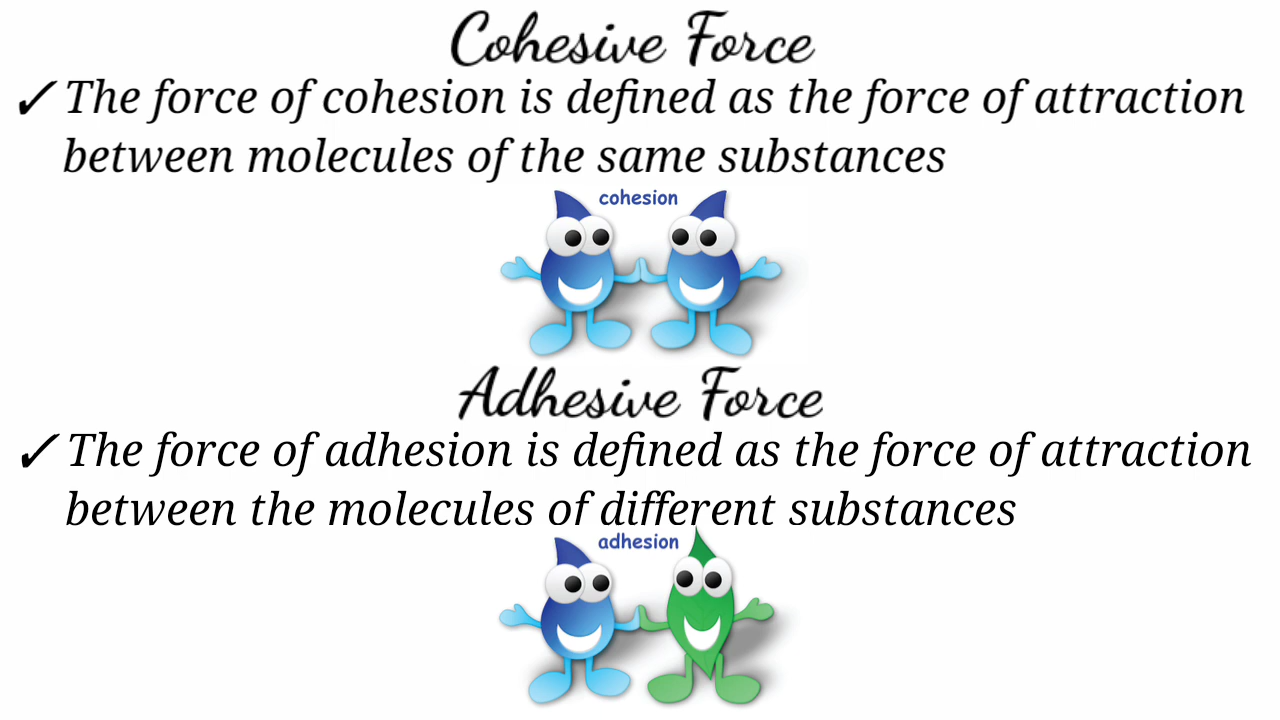 Cohesive Force
✓ The force of cohesion is defined as the force of attraction
between molecules of the same substances
cohesion
Adhesive Force
✓ The force of adhesion is defined as the force of attraction
between the molecules of different substances
adhesion